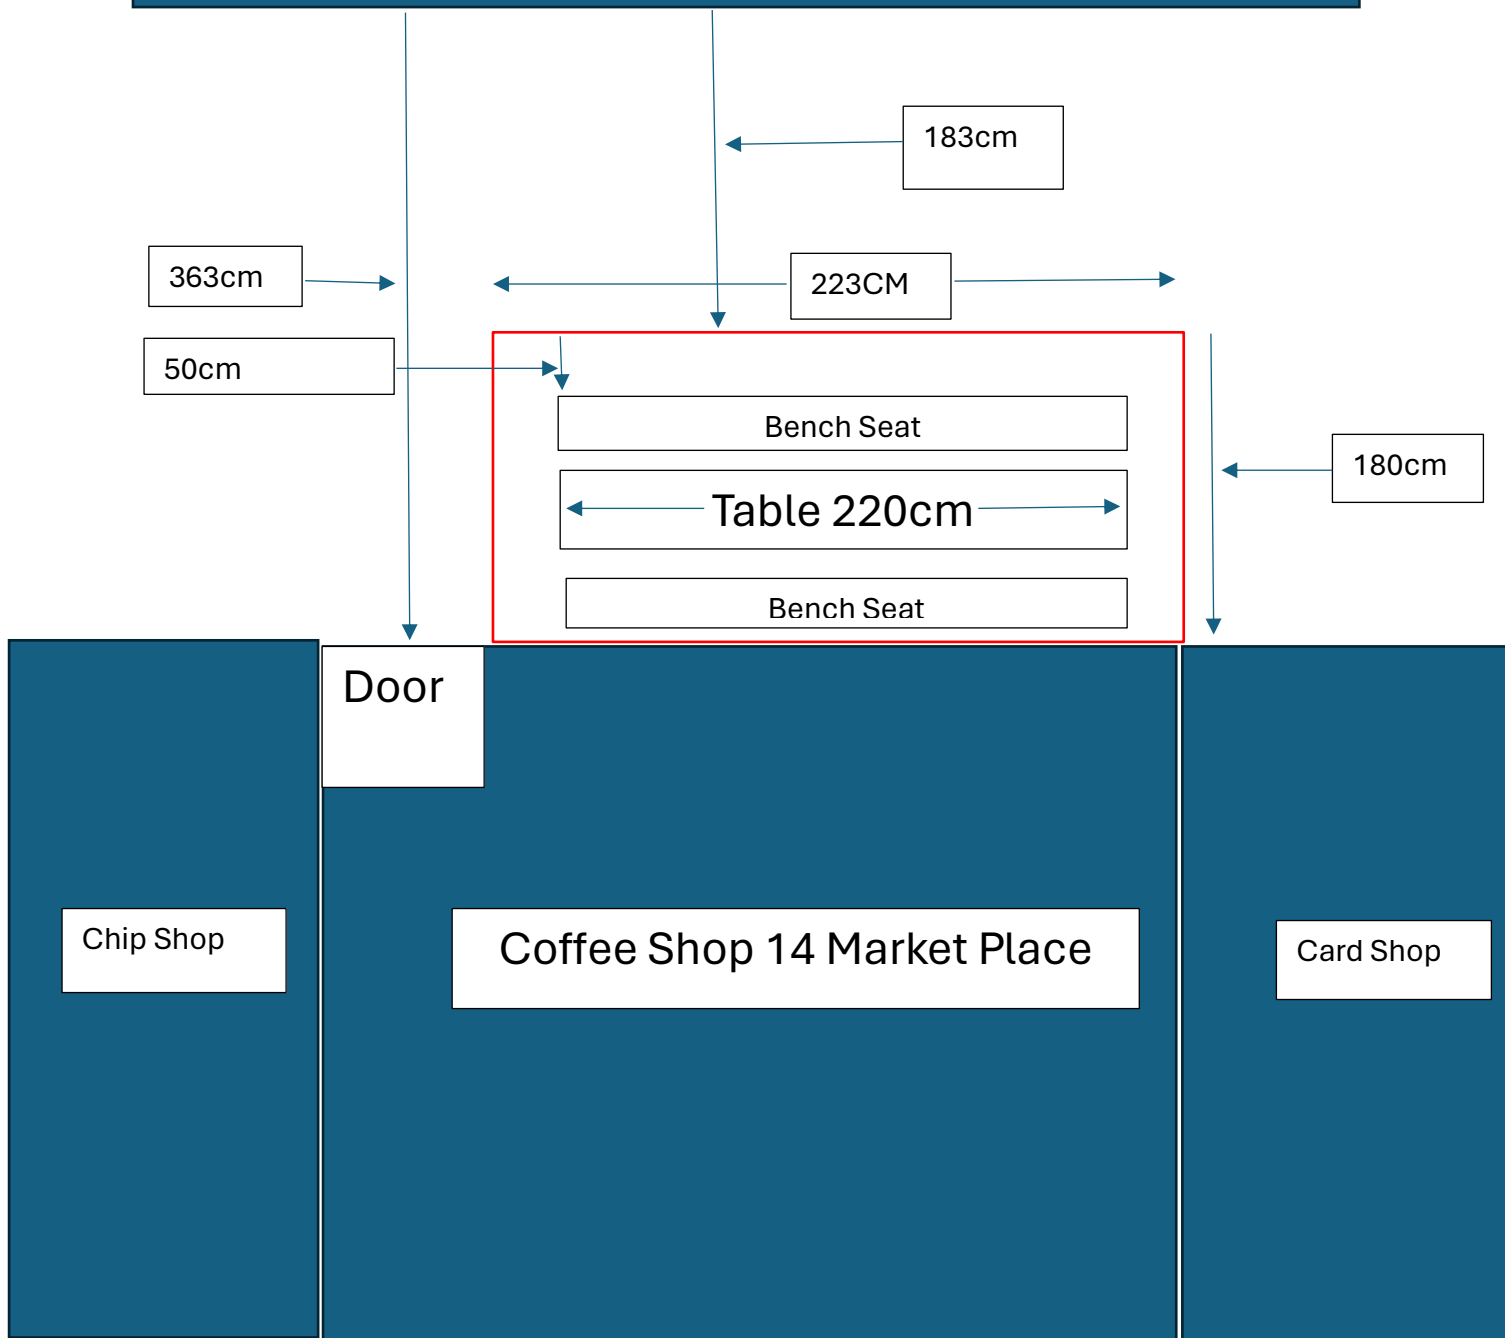 183cm
363cm
223CM
50cm
Bench Seat
180cm
Table 220cm
Bench Seat
Door
Chip Shop
Coffee Shop 14 Market Place
Card Shop